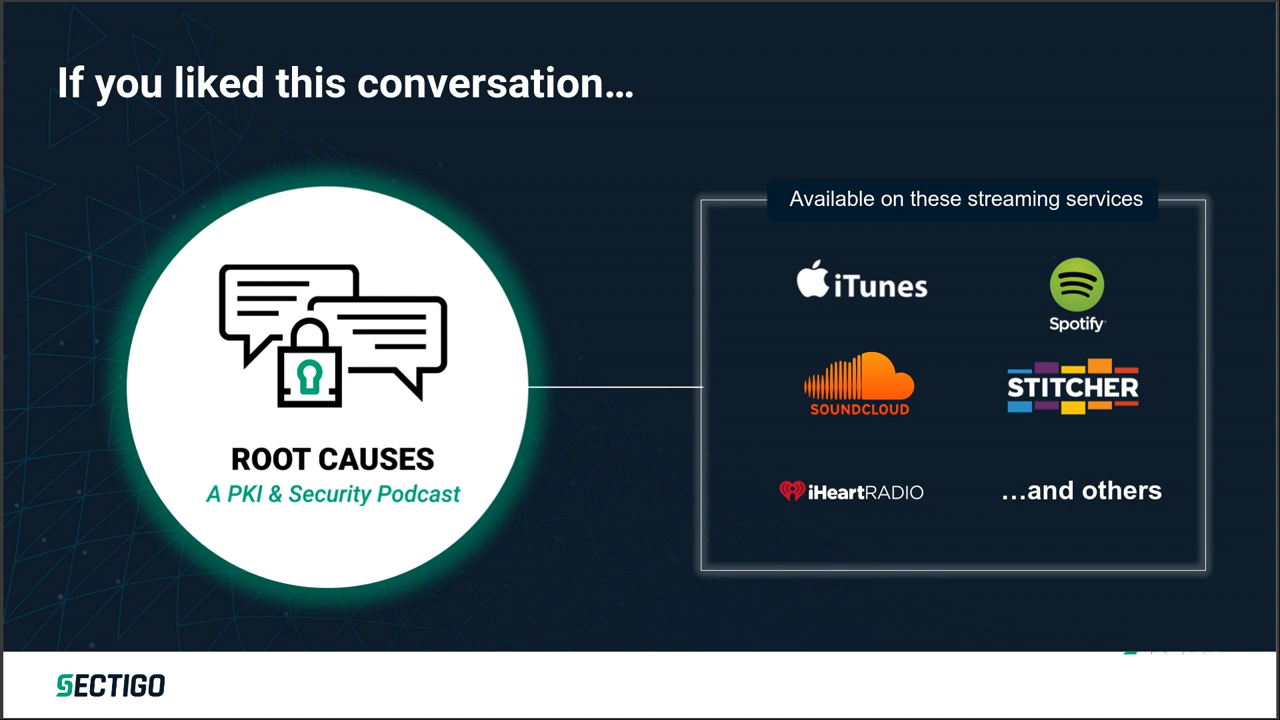 If you liked this conversation...
ROOT CAUSES
A PKI & Security Podcast
Available on these streaming services
iTunes
Spotify
SOUNDCLOUD
STITCHER
iHeartRADIO
...and others
SECTIGO